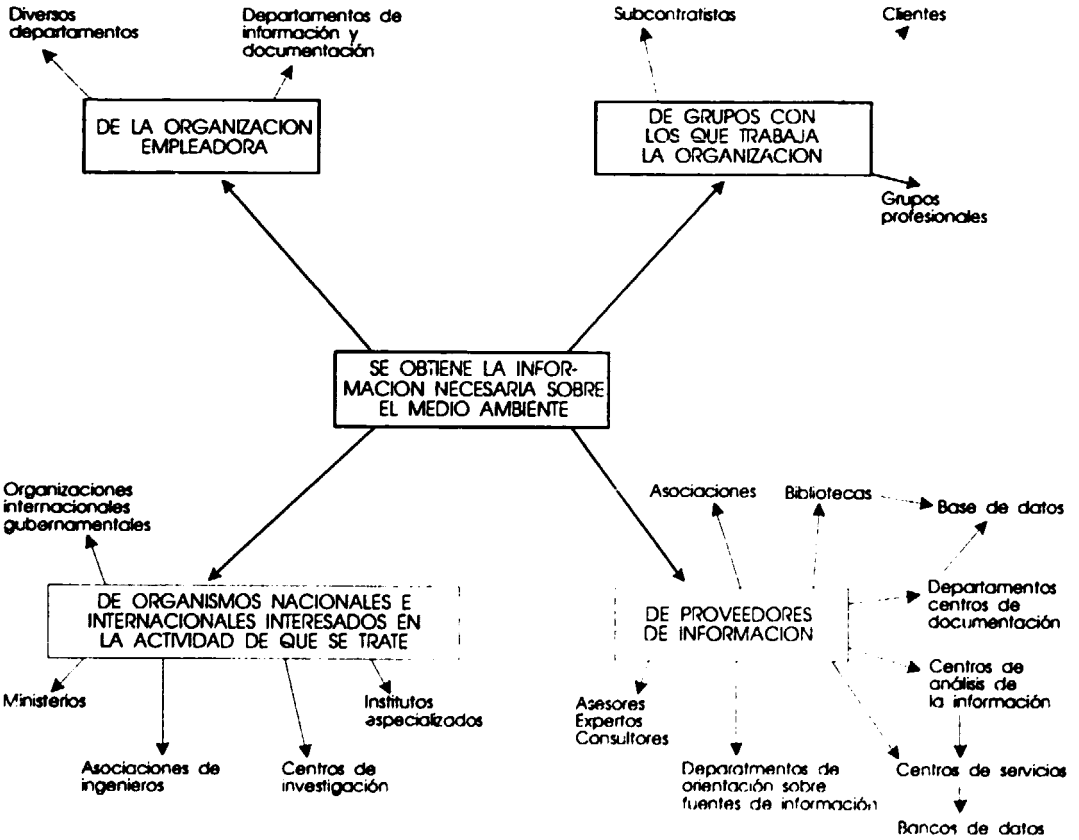 Diversos
departamentos
Departamentos de
información y
documentación
Subcontratistas
Clientes
DE LA ORGANIZACION
EMPLEADORA
DE GRUPOS CON
LOS QUE TRABAJA
LA ORGANIZACION
Grupos
profesionales
SE OBTIENE LA INFOR-
MACION NECESARIA SOBRE
EL MEDIO AMBIENTE
Organizaciones
internacionales
gubernamentales
Asociaciones
Bibliotecas
Base de datos
DE ORGANISMOS NACIONALES E
INTERNACIONALES INTERESADOS EN
LA ACTIVIDAD DE QUE SE TRATE
DE PROVEEDORES
DE INFORMACION
Departamentos
centros de
documentación
Centros de
análisis de
la información
Ministerios
Institutos
aspecializados
Asesores
Expertos
Consultores
Asociaciones de
ingenieros
Centros de
investigación
Deparatmentos de
orientación sobre
fuentes de información
Centros de servicios
Bancos de datos